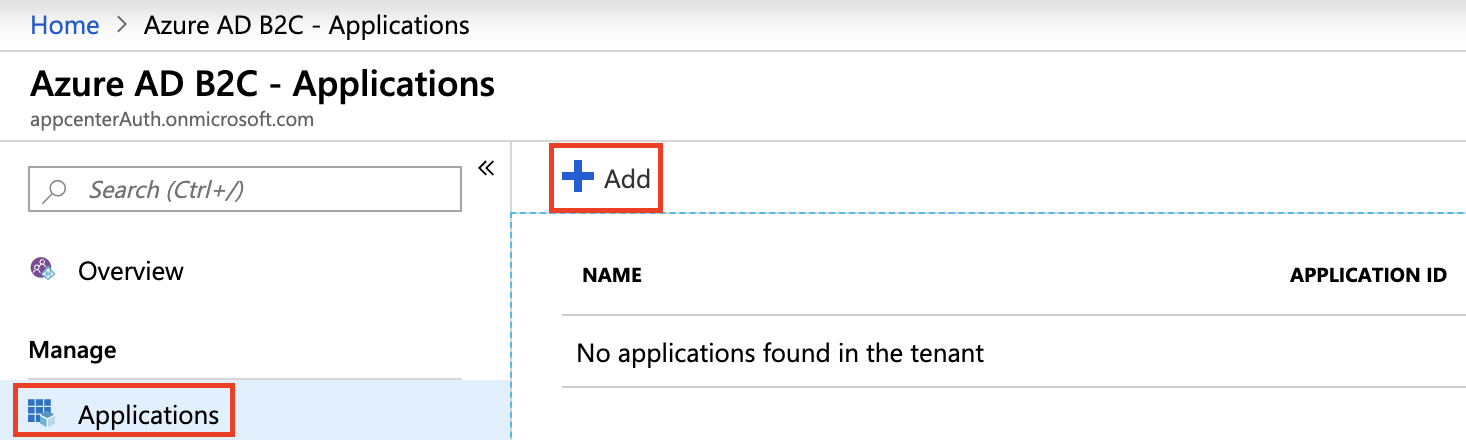 Home > Azure AD B2C - Applications
Azure AD B2C - Applications
appcenterAuth.onmicrosoft.com
Search (Ctrl+/)
«
Add
Overview
NAME APPLICATION ID
Manage
No applications found in the tenant
Applications